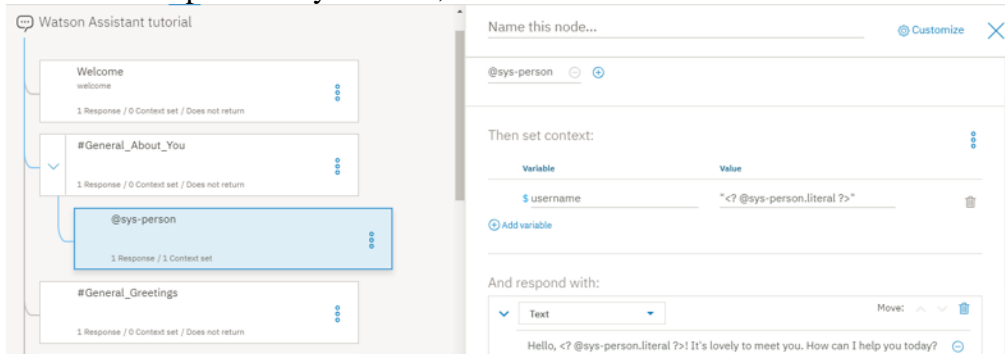 Watson Assistant tutorial
Welcome
welcome
1 Response / 0 Context set / Does not return
#General_About_You
1 Response / 0 Context set / Does not return
@sys-person
1 Response / 1 Context set
#General_Greetings
1 Response / 0 Context set / Does not return
Name this node...
Customize
@sys-person
Then set context:
Variable Value
$ username "<? @sys-person.literal ?>"
Add variable
And respond with:
Text Move:
Hello, <? @sys-person.literal ?>! It's lovely to meet you. How can I help you today?